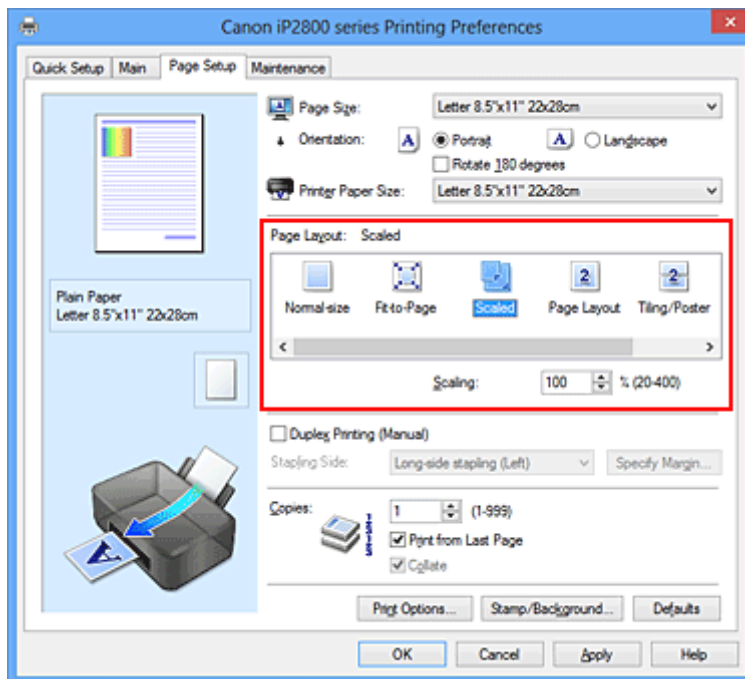 Canon iP2800 series Printing Preferences
Quick Setup Main Page Setup Maintenance
Page Size: Letter 8.5"x11" 22x28cm
Orientation: A Portrait A Landscape
Rotate 180 degrees
Printer Paper Size: Letter 8.5"x11" 22x28cm
Page Layout: Scaled
2 2
Normal-size Fit-to-Page Scaled Page Layout Tiling/Poster
Scaling: 100 % (20-400)
Plain Paper
Letter 8.5"x11" 22x28cm
Duplex Printing (Manual)
Stapling Side: Long-side stapling (Left) Specify Margin...
Copies: 1 (1-999)
Print from Last Page
Collate
A
Print Options... Stamp/Background... Defaults
OK Cancel Apply Help